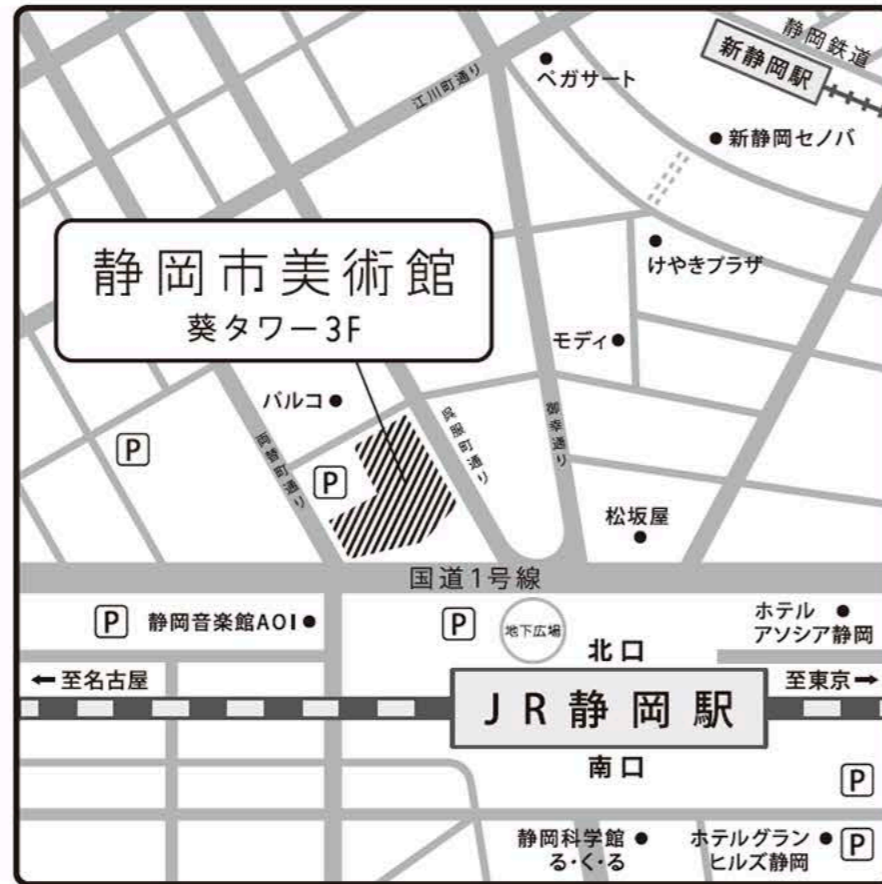 静岡鉄道
新静岡駅
ペガサート
江川町通り
新静岡セノバ
けやきプラザ
静岡市美術館
葵タワー3F
モディ
パルコ
呉服町通り
御幸通り
両替町通り
P
P
松坂屋
国道1号線
P
静岡音楽館AOI
P
地下広場
北口
ホテル
アソシア静岡
←至名古屋
JR静岡駅
至東京→
南口
P
静岡科学館
る・く・る
ホテルグラン
ヒルズ静岡
P